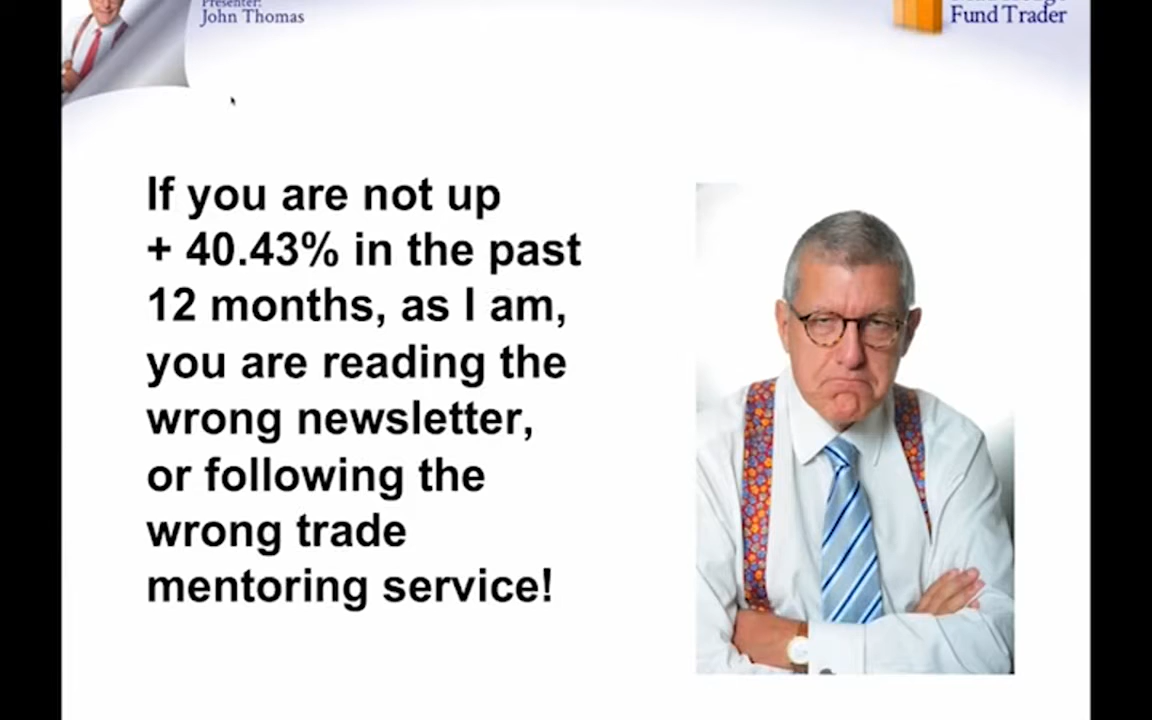 Presenter:
John Thomas
Fund Trader
If you are not up
+ 40.43% in the past
12 months, as I am,
you are reading the
wrong newsletter,
or following the
wrong trade
mentoring service!